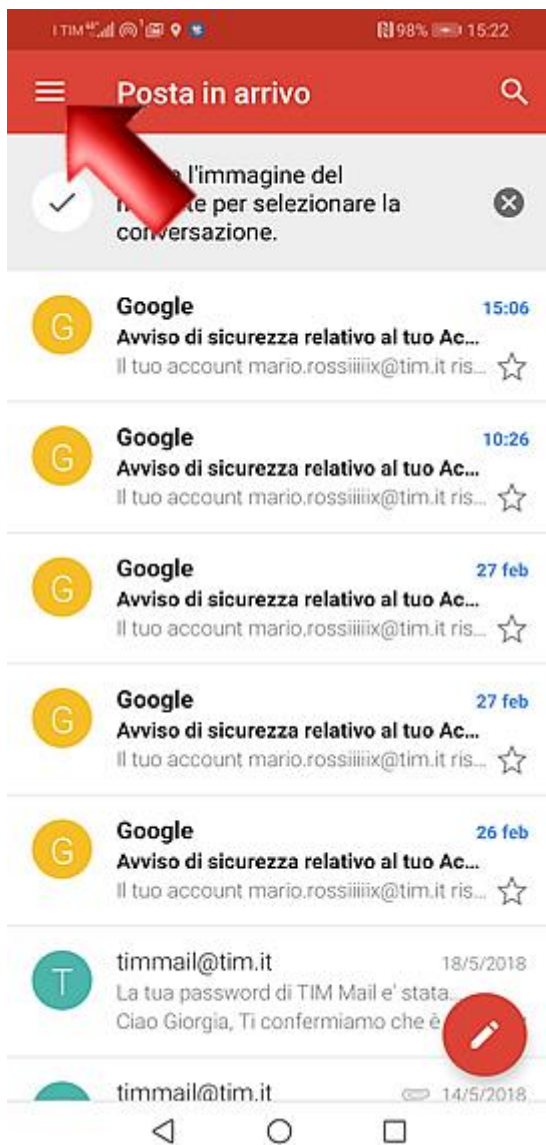 I TIM 98% 15:22
Posta in arrivo
l'immagine del
per selezionare la
conversazione.
G Google 15:06
Avviso di sicurezza relativo al tuo Ac...
Il tuo account mario.rossiiiiix@tim.it ris...
G Google 10:26
Avviso di sicurezza relativo al tuo Ac...
Il tuo account mario.rossiiiiix@tim.it ris...
G Google 27 feb
Avviso di sicurezza relativo al tuo Ac...
Il tuo account mario.rossiiiiix@tim.it ris...
G Google 27 feb
Avviso di sicurezza relativo al tuo Ac...
Il tuo account mario.rossiiiiix@tim.it ris...
G Google 26 feb
Avviso di sicurezza relativo al tuo Ac...
Il tuo account mario.rossiiiiix@tim.it ris...
T timmail@tim.it 18/5/2018
La tua password di TIM Mail e' stata...
Ciao Giorgia, Ti confermiamo che è
timmail@tim.it 14/5/2018